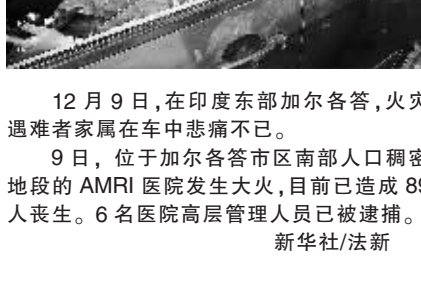 12 月 9 日,在印度东部加尔各答,火灾
遇难者家属在车中悲痛不已。
9 日，位于加尔各答市区南部人口稠密
地段的 AMRI 医院发生大火,目前已造成 89
人丧生。6 名医院高层管理人员已被逮捕。
新华社/法新